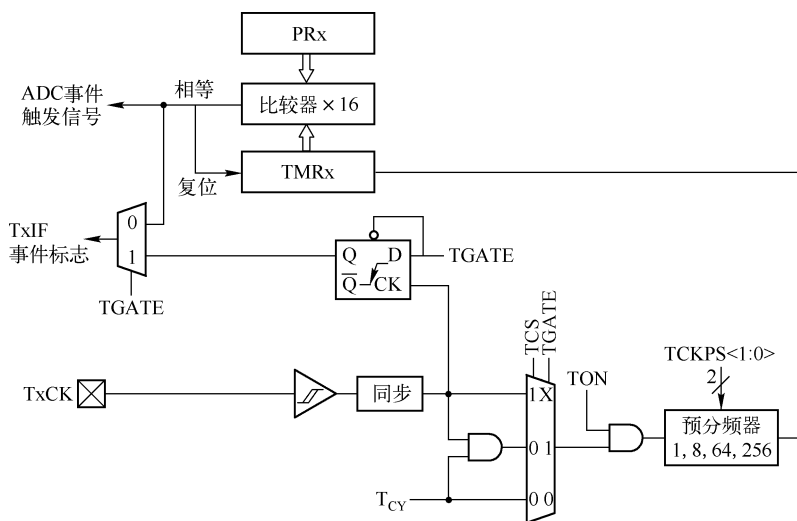 PRx
ADC事件
触发信号
相等
比较器×16
复位
TMRx
TxIF
事件标志
0
1
TGATE
Q
D
Q
CK
TGATE
TCS
TGATE
TCKPS<1:0>
2
TxCK
同步
1X
TON
0 1
预分频器
1, 8, 64, 256
TCY
0 0